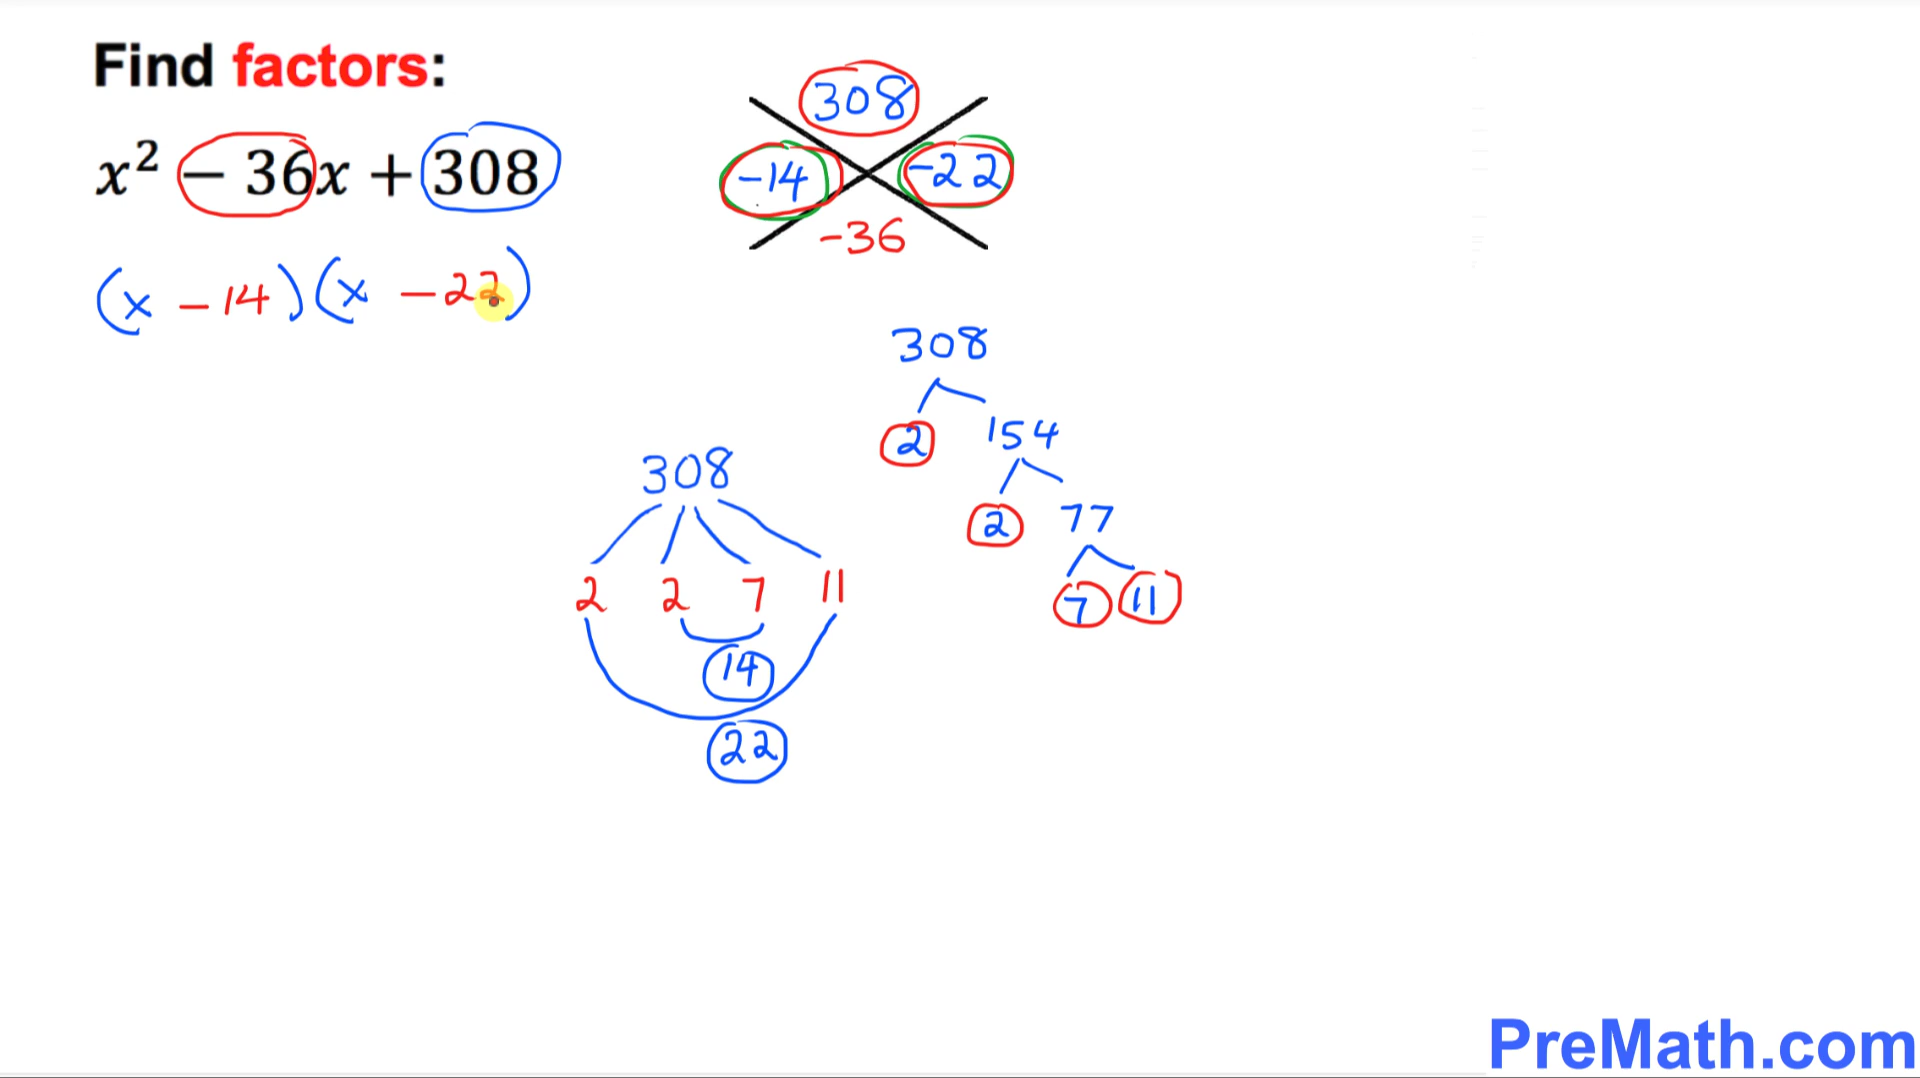 Find factors:
x² − 36x + 308
(x − 14)(x − 22)
308
-14 -22
-36
308
2 154
2 77
7 11
308
2 2 7 11
14
22
PreMath.com